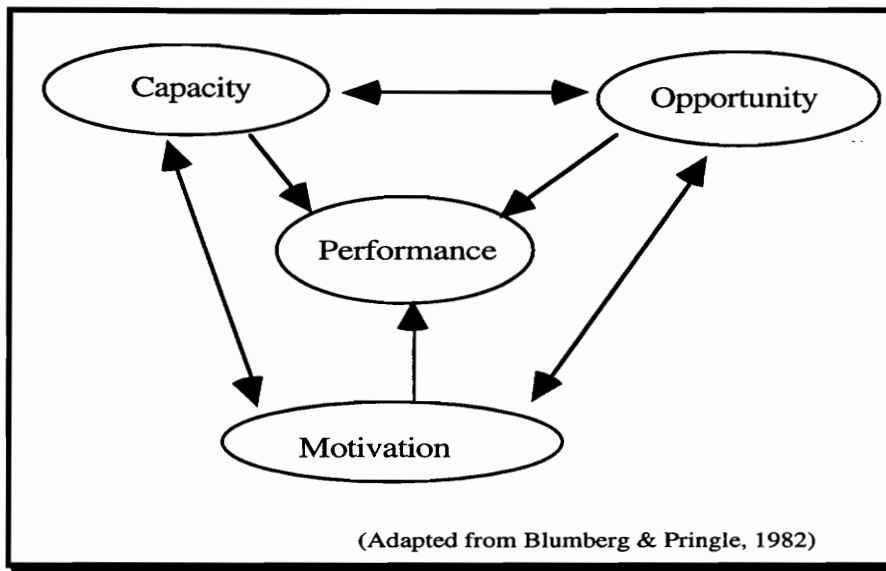 Capacity
Opportunity
Performance
Motivation
(Adapted from Blumberg & Pringle, 1982)